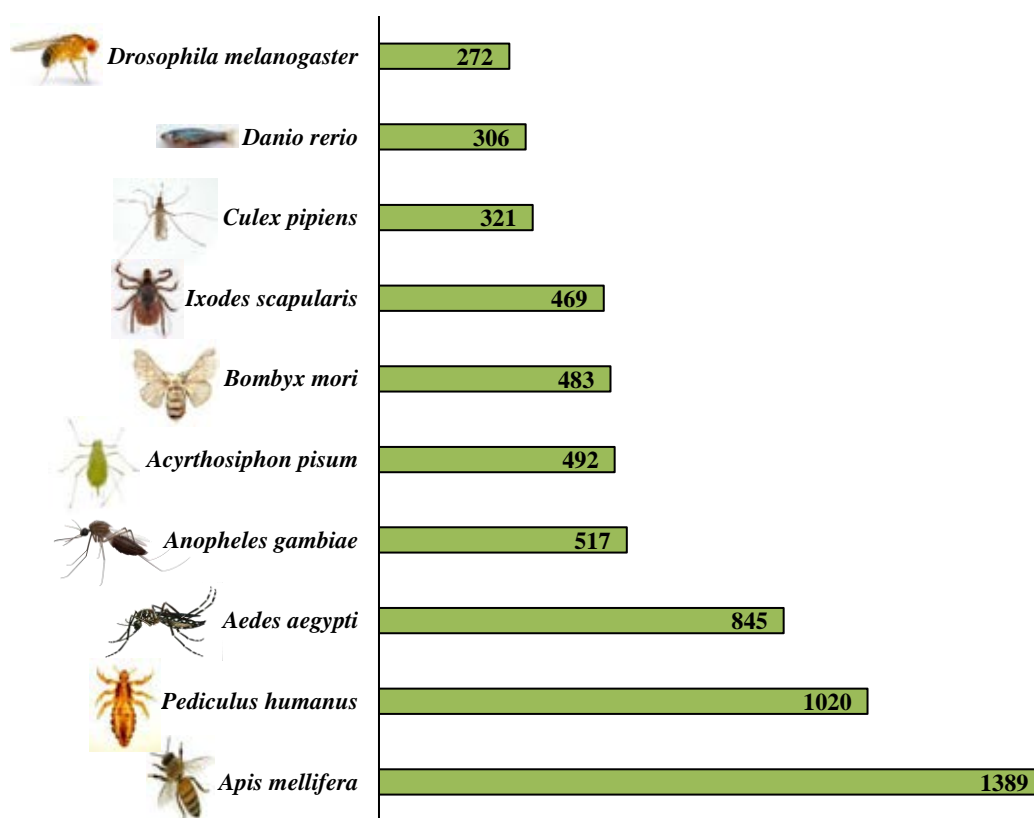 Drosophila melanogaster 272
Danio rerio 306
Culex pipiens 321
Ixodes scapularis 469
Bombyx mori 483
Acyrthosiphon pisum 492
Anopheles gambiae 517
Aedes aegypti 845
Pediculus humanus 1020
Apis mellifera 1389